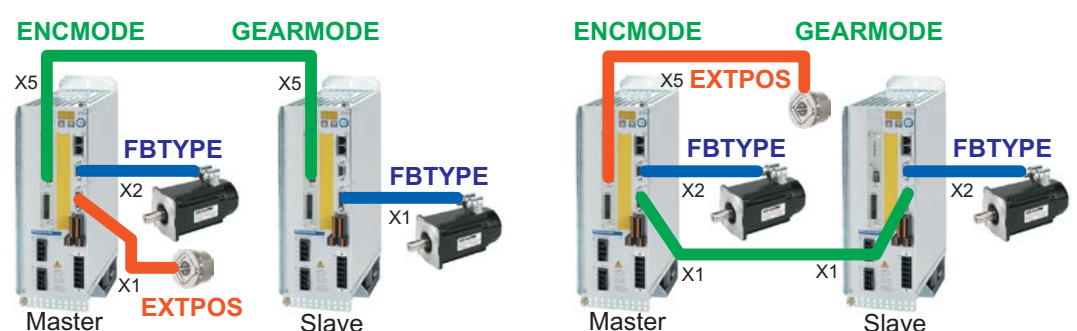 ENCMODE GEARMODE
X5 X5
FBTYPE
X2
FBTYPE
X1
X1
EXTPOS
Master Slave
ENCMODE GEARMODE
X5 EXTPOS
FBTYPE FBTYPE
X2 X2
X1 X1
Master Slave